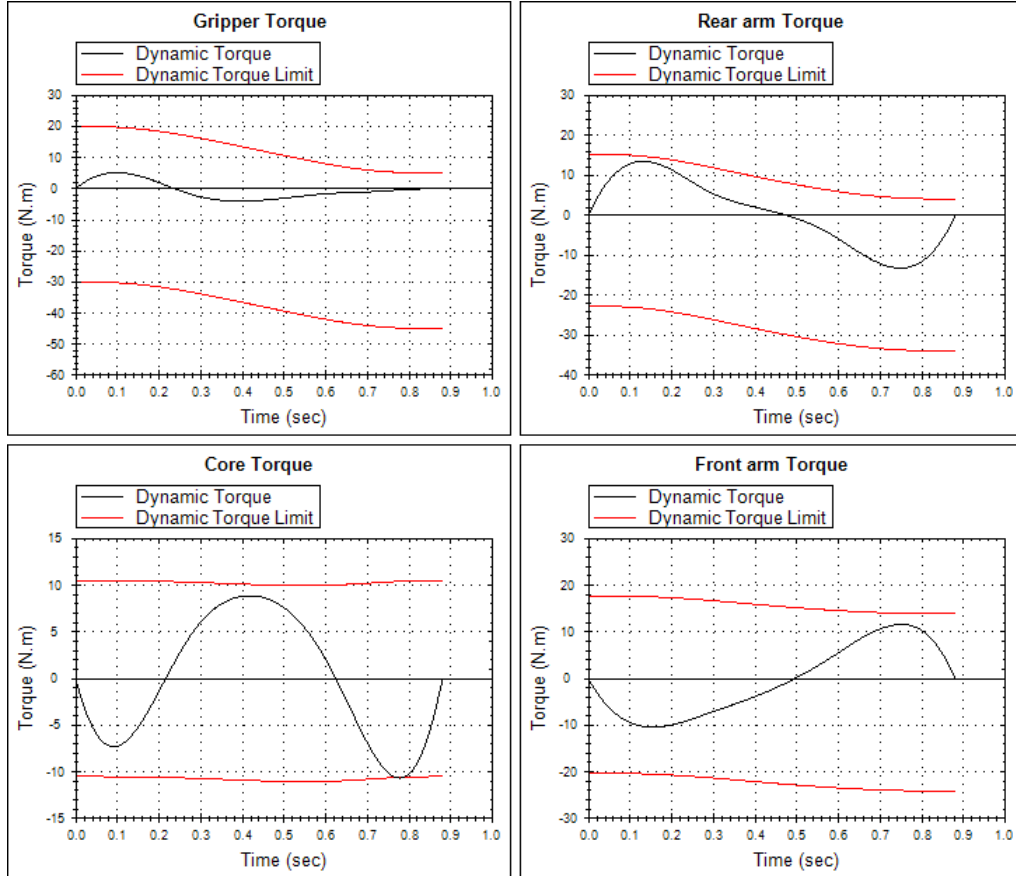 Gripper Torque
Dynamic Torque
Dynamic Torque Limit
30
20
10
0
-10
-20
-30
-40
-50
-60
Torque (N.m)
0.0 0.1 0.2 0.3 0.4 0.5 0.6 0.7 0.8 0.9 1.0
Time (sec)
Rear arm Torque
Dynamic Torque
Dynamic Torque Limit
30
20
10
0
-10
-20
-30
-40
Torque (N.m)
0.0 0.1 0.2 0.3 0.4 0.5 0.6 0.7 0.8 0.9 1.0
Time (sec)
Core Torque
Dynamic Torque
Dynamic Torque Limit
15
10
5
0
-5
-10
-15
Torque (N.m)
0.0 0.1 0.2 0.3 0.4 0.5 0.6 0.7 0.8 0.9 1.0
Time (sec)
Front arm Torque
Dynamic Torque
Dynamic Torque Limit
30
20
10
0
-10
-20
-30
Torque (N.m)
0.0 0.1 0.2 0.3 0.4 0.5 0.6 0.7 0.8 0.9 1.0
Time (sec)